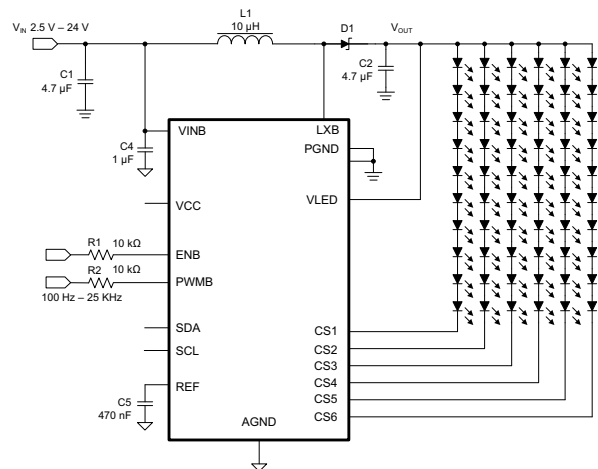 L1
V_IN 2.5 V – 24 V
10 µH
D1
V_OUT
C1
4.7 µF
C2
4.7 µF
VINB
LXB
C4
1 µF
PGND
VCC
VLED
R1 10 kΩ
ENB
R2 10 kΩ
PWMB
100 Hz – 25 KHz
SDA
CS1
SCL
CS2
CS3
REF
CS4
C5
470 nF
CS5
AGND
CS6